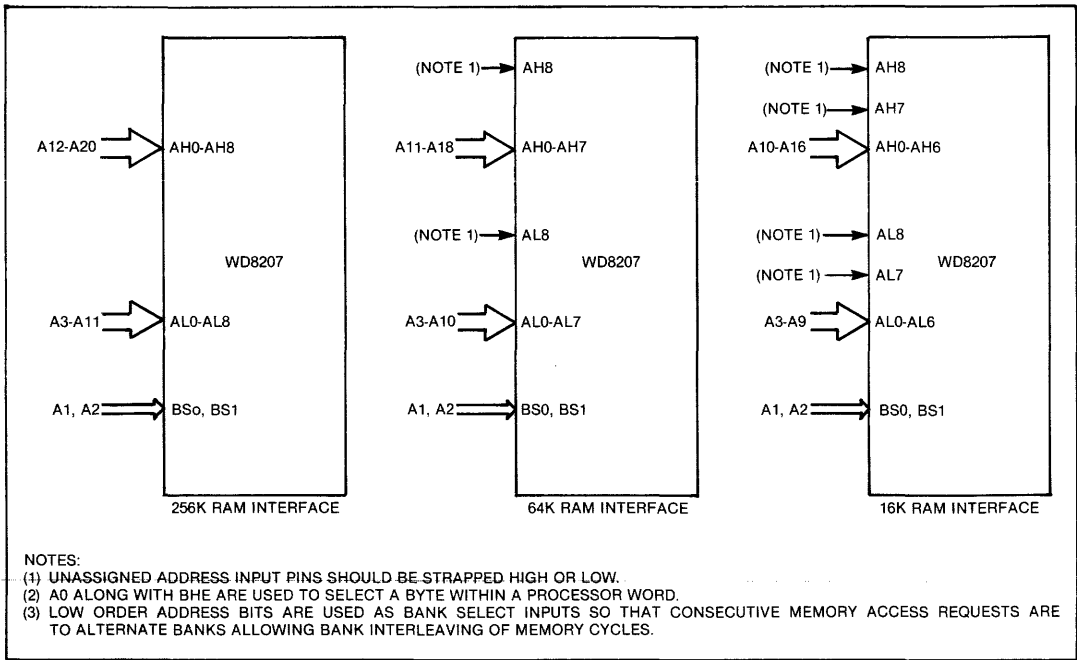 A12-A20
AH0-AH8
WD8207
A3-A11
AL0-AL8
A1, A2
BSo, BS1
256K RAM INTERFACE
(NOTE 1)
AH8
A11-A18
AH0-AH7
(NOTE 1)
AL8
WD8207
A3-A10
AL0-AL7
A1, A2
BS0, BS1
64K RAM INTERFACE
(NOTE 1)
AH8
(NOTE 1)
AH7
A10-A16
AH0-AH6
(NOTE 1)
AL8
WD8207
(NOTE 1)
AL7
A3-A9
AL0-AL6
A1, A2
BS0, BS1
16K RAM INTERFACE
NOTES:
(1) UNASSIGNED ADDRESS INPUT PINS SHOULD BE STRAPPED HIGH OR LOW.
(2) A0 ALONG WITH BHE ARE USED TO SELECT A BYTE WITHIN A PROCESSOR WORD.
(3) LOW ORDER ADDRESS BITS ARE USED AS BANK SELECT INPUTS SO THAT CONSECUTIVE MEMORY ACCESS REQUESTS ARE
TO ALTERNATE BANKS ALLOWING BANK INTERLEAVING OF MEMORY CYCLES.